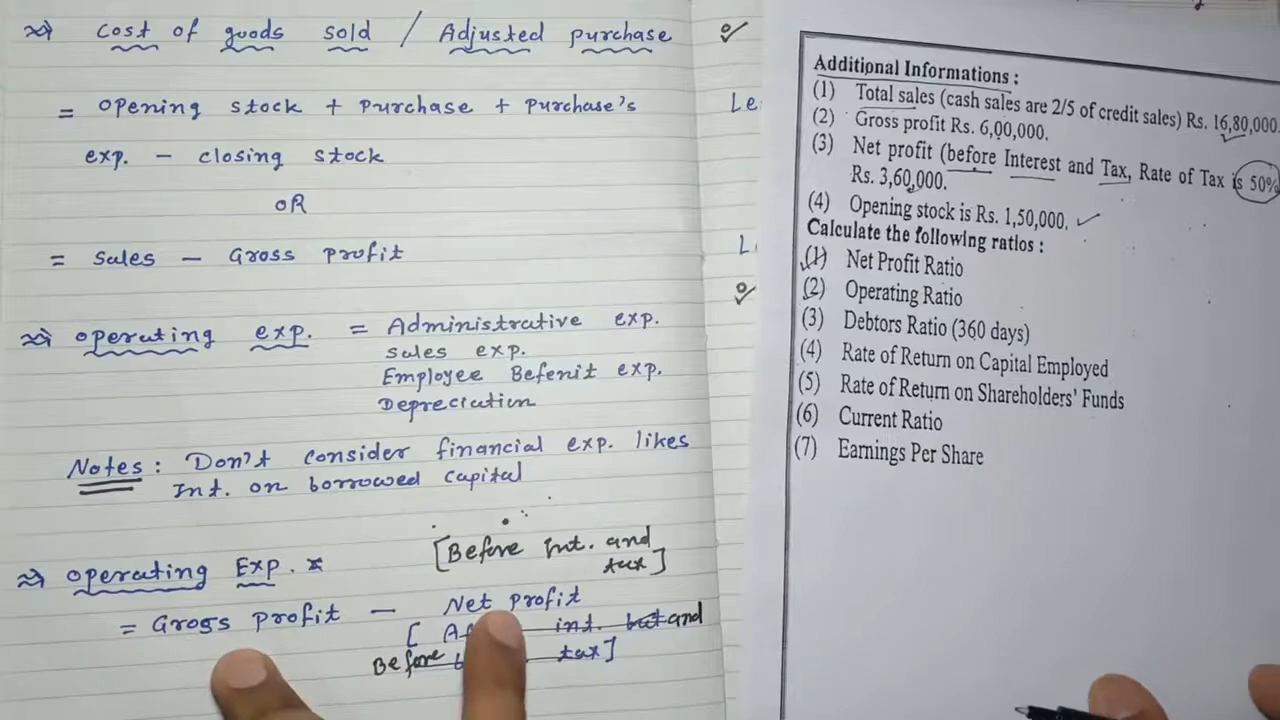 ⇒ Cost of goods sold / Adjusted purchase
= opening stock + purchase + purchase's
exp. - closing stock
OR
= sales - Gross profit
⇒ operating exp. = Administrative exp.
sales exp.
Employee Befenit exp.
Depreciation
Notes : Don't consider financial exp. likes
Int. on borrowed capital
[Before Int. and
tax]
⇒ operating Exp.
= Gross profit - Net profit
int. but and
Before tax]
Le
L
Additional Informations :
(1) Total sales (cash sales are 2/5 of credit sales) Rs. 16,80,000.
(2) Gross profit Rs. 6,00,000.
(3) Net profit (before Interest and Tax, Rate of Tax is 50%
Rs. 3,60,000.
(4) Opening stock is Rs. 1,50,000.
Calculate the following ratios :
(1) Net Profit Ratio
(2) Operating Ratio
(3) Debtors Ratio (360 days)
(4) Rate of Return on Capital Employed
(5) Rate of Return on Shareholders' Funds
(6) Current Ratio
(7) Earnings Per Share